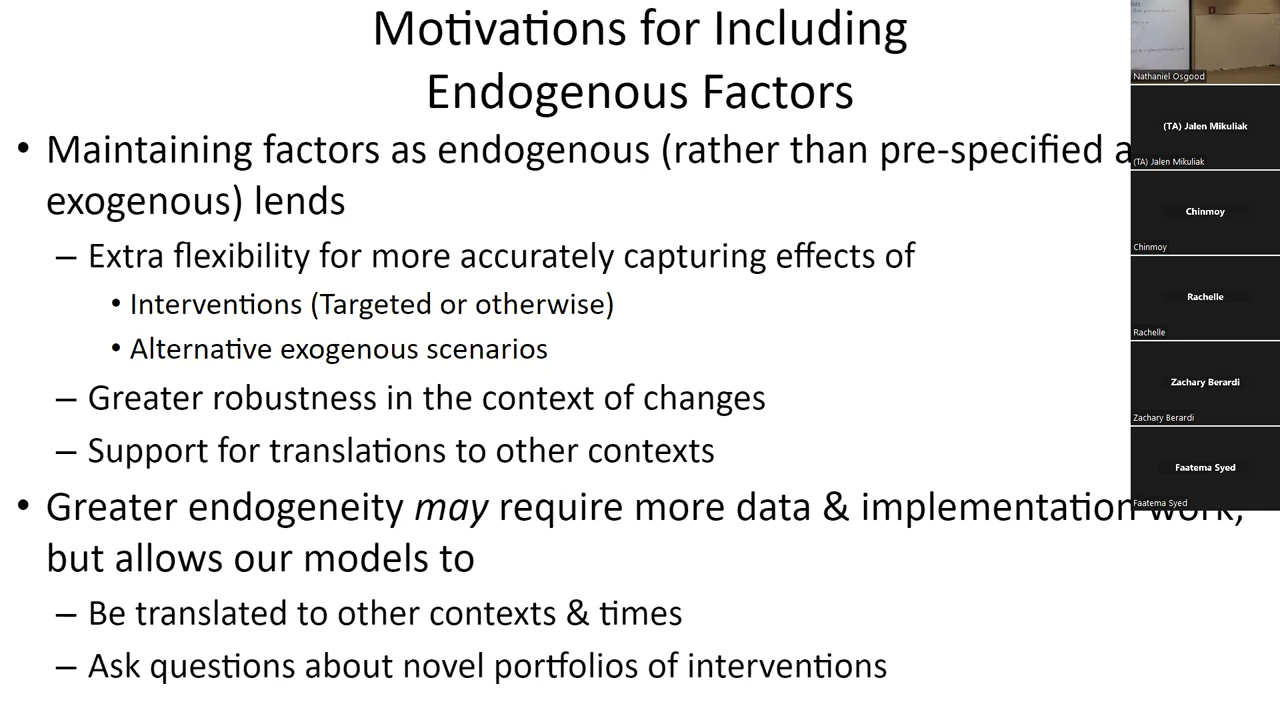 Motivations for Including
Endogenous Factors
• Maintaining factors as endogenous (rather than pre-specified
exogenous) lends
– Extra flexibility for more accurately capturing effects of
• Interventions (Targeted or otherwise)
• Alternative exogenous scenarios
– Greater robustness in the context of changes
– Support for translations to other contexts
• Greater endogeneity may require more data & implementation work,
but allows our models to
– Be translated to other contexts & times
– Ask questions about novel portfolios of interventions
Nathaniel Osgood
(TA) Jalen Mikuliak
(TA) Jalen Mikuliak
Chinmoy
Chinmoy
Rachelle
Rachelle
Zachary Berardi
Zachary Berardi
Faatema Syed
Faatema Syed